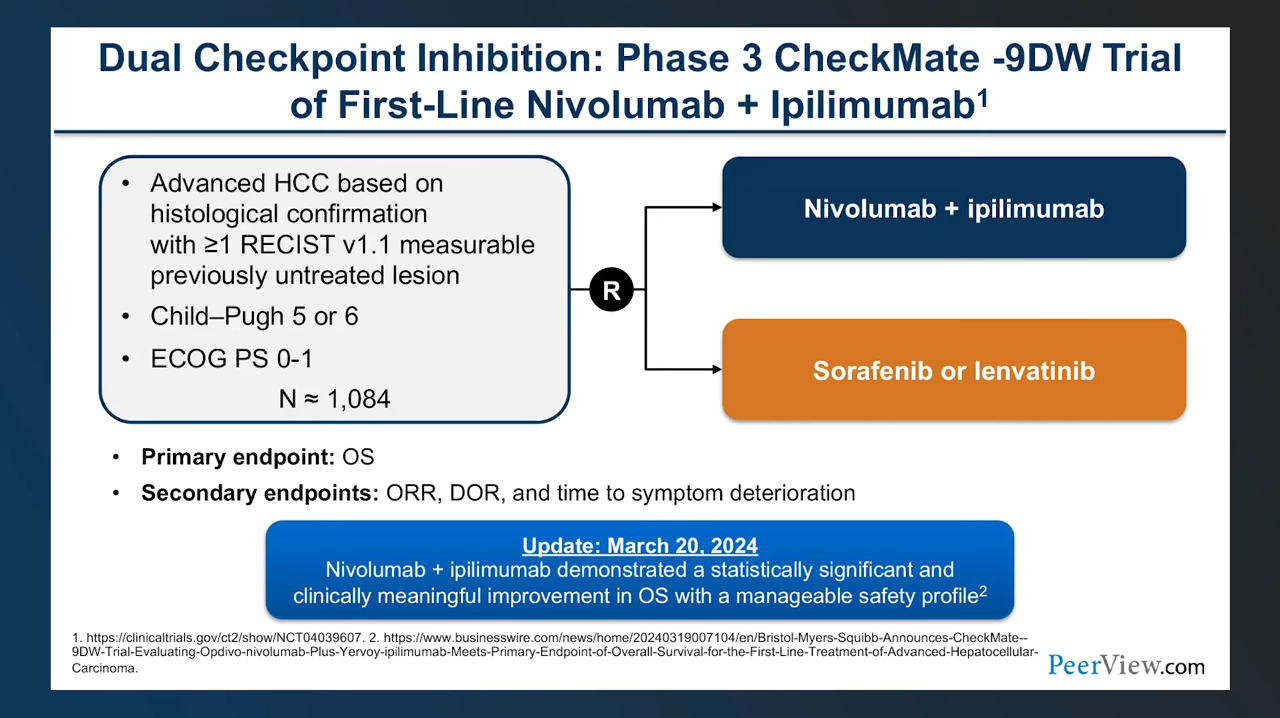 Dual Checkpoint Inhibition: Phase 3 CheckMate -9DW Trial
of First-Line Nivolumab + Ipilimumab1
• Advanced HCC based on
histological confirmation
with ≥1 RECIST v1.1 measurable
previously untreated lesion
• Child–Pugh 5 or 6
• ECOG PS 0-1
N ≈ 1,084
R
Nivolumab + ipilimumab
Sorafenib or lenvatinib
• Primary endpoint: OS
• Secondary endpoints: ORR, DOR, and time to symptom deterioration
Update: March 20, 2024
Nivolumab + ipilimumab demonstrated a statistically significant and
clinically meaningful improvement in OS with a manageable safety profile2
1. https://clinicaltrials.gov/ct2/show/NCT04039607. 2. https://www.businesswire.com/news/home/20240319007104/en/Bristol-Myers-Squibb-Announces-CheckMate--
9DW-Trial-Evaluating-Opdivo-nivolumab-Plus-Yervoy-ipilimumab-Meets-Primary-Endpoint-of-Overall-Survival-for-the-First-Line-Treatment-of-Advanced-Hepatocellular-
Carcinoma.
PeerView.com